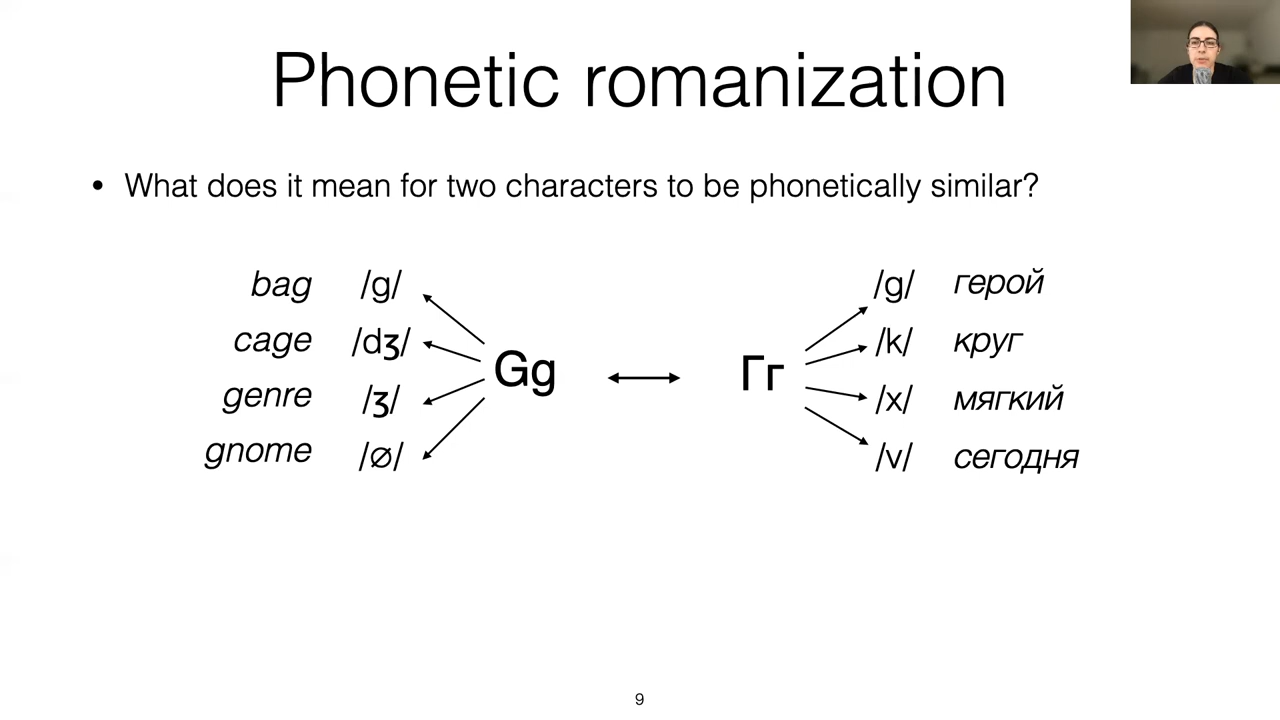 Phonetic romanization
• What does it mean for two characters to be phonetically similar?
bag /g/ /g/ герой
cage /dʒ/ /k/ круг
Gg Гг
genre /ʒ/ /x/ мягкий
gnome /∅/ /v/ сегодня
9